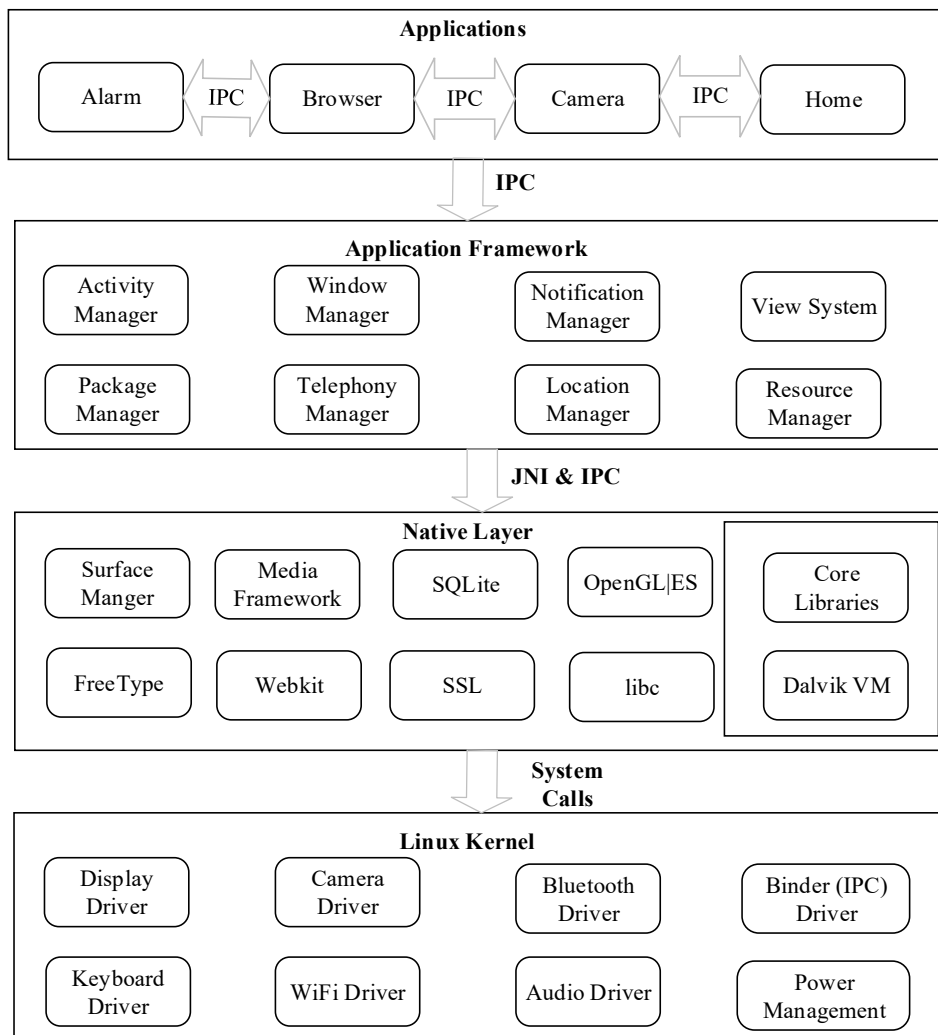 Applications
Alarm
IPC
Browser
IPC
Camera
IPC
Home
IPC
Application Framework
Activity
Manager
Window
Manager
Notification
Manager
View System
Package
Manager
Telephony
Manager
Location
Manager
Resource
Manager
JNI & IPC
Native Layer
Surface
Manger
Media
Framework
SQLite
OpenGL|ES
Core
Libraries
FreeType
Webkit
SSL
libc
Dalvik VM
System
Calls
Linux Kernel
Display
Driver
Camera
Driver
Bluetooth
Driver
Binder (IPC)
Driver
Keyboard
Driver
WiFi Driver
Audio Driver
Power
Management